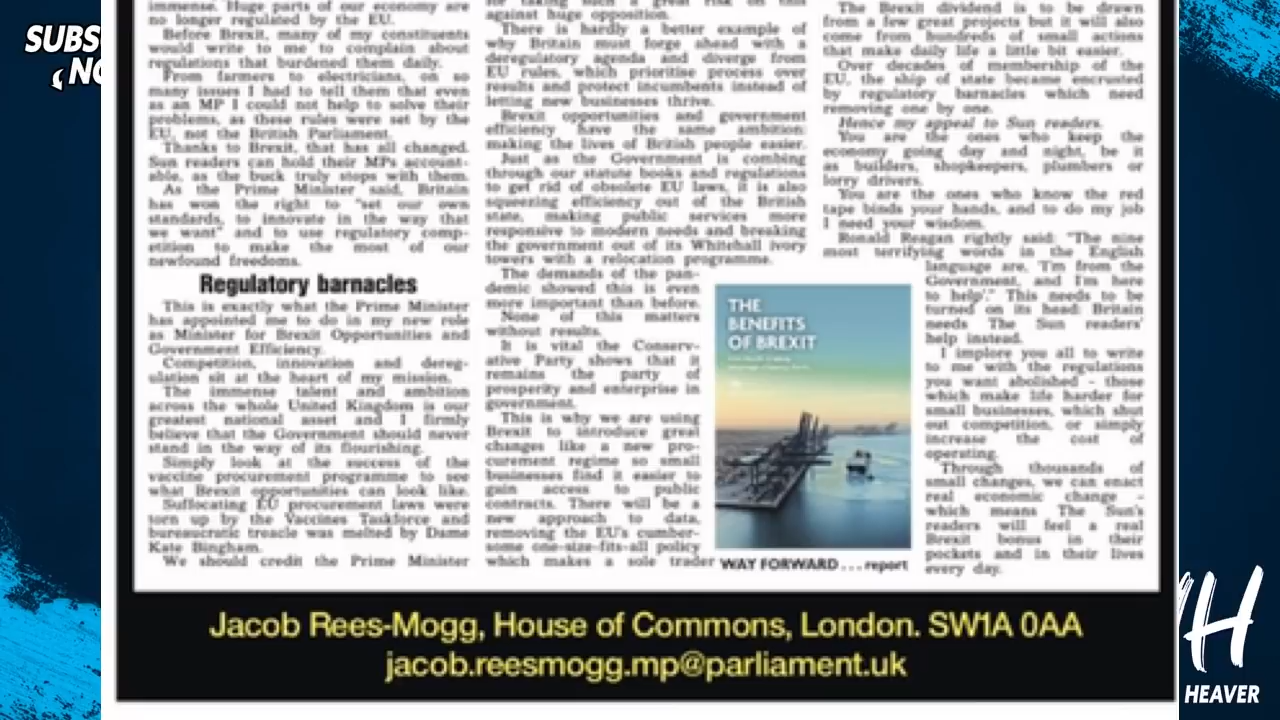 SUBS
NO
immense. Huge parts of our economy are
no longer regulated by the EU.
Before Brexit, many of my constituents
would write to me to complain about
regulations that burdened them daily.
From farmers to electricians, on so
many issues I had to tell them that even
as an MP I could not help to solve their
problems, as these rules were set by the
EU, not the British Parliament.
Thanks to Brexit, that has all changed.
Sun readers can hold their MPs account-
able, as the buck truly stops with them.
As the Prime Minister said, Britain
has won the right to "set our own
standards, to innovate in the way that
we want" and to use regulatory comp-
etition to make the most of our
newfound freedoms.
Regulatory barnacles
This is exactly what the Prime Minister
has appointed me to do in my new role
as Minister for Brexit Opportunities and
Government Efficiency.
Competition, innovation and dereg-
ulation sit at the heart of my mission.
The immense talent and ambition
across the whole United Kingdom is our
greatest national asset and I firmly
believe that the Government should never
stand in the way of its flourishing.
Simply look at the success of the
vaccine procurement programme to see
what Brexit opportunities can look like.
Suffocating EU procurement laws were
torn up by the Vaccines Taskforce and
bureaucratic treacle was melted by Dame
Kate Bingham.
We should credit the Prime Minister
for taking such a great risk on this
against huge opposition.
There is hardly a better example of
why Britain must forge ahead with a
deregulatory agenda and diverge from
EU rules, which prioritise process over
results and protect incumbents instead of
letting new businesses thrive.
Brexit opportunities and government
efficiency have the same ambition:
making the lives of British people easier.
Just as the Government is combing
through our statute books and regulations
to get rid of obsolete EU laws, it is also
squeezing efficiency out of the British
state, making public services more
responsive to modern needs and breaking
the government out of its Whitehall ivory
towers with a relocation programme.
The demands of the pan-
demic showed this is even
more important than before.
None of this matters
without results.
It is vital the Conserv-
ative Party shows that it
remains the party of
prosperity and enterprise in
government.
This is why we are using
Brexit to introduce great
changes like a new pro-
curement regime so small
businesses find it easier to
gain access to public
contracts. There will be a
new approach to data,
removing the EU's cumber-
some one-size-fits-all policy
which makes a sole trader
THE
BENEFITS
OF BREXIT
WAY FORWARD . . . report
The Brexit dividend is to be drawn
from a few great projects but it will also
come from hundreds of small actions
that make daily life a little bit easier.
Over decades of membership of the
EU, the ship of state became encrusted
by regulatory barnacles which need
removing one by one.
Hence my appeal to Sun readers.
You are the ones who keep the
economy going day and night, be it
as builders, shopkeepers, plumbers or
lorry drivers.
You are the ones who know the red
tape binds your hands, and to do my job
I need your wisdom.
Ronald Reagan rightly said: "The nine
most terrifying words in the English
language are, 'I'm from the
Government, and I'm here
to help'." This needs to be
turned on its head: Britain
needs The Sun readers'
help instead.
I implore you all to write
to me with the regulations
you want abolished - those
which make life harder for
small businesses, which shut
out competition, or simply
increase the cost of
operating.
Through thousands of
small changes, we can enact
real economic change -
which means The Sun's
readers will feel a real
Brexit bonus in their
pockets and in their lives
every day.
Jacob Rees-Mogg, House of Commons, London. SW1A 0AA
jacob.reesmogg.mp@parliament.uk
H
HEAVER